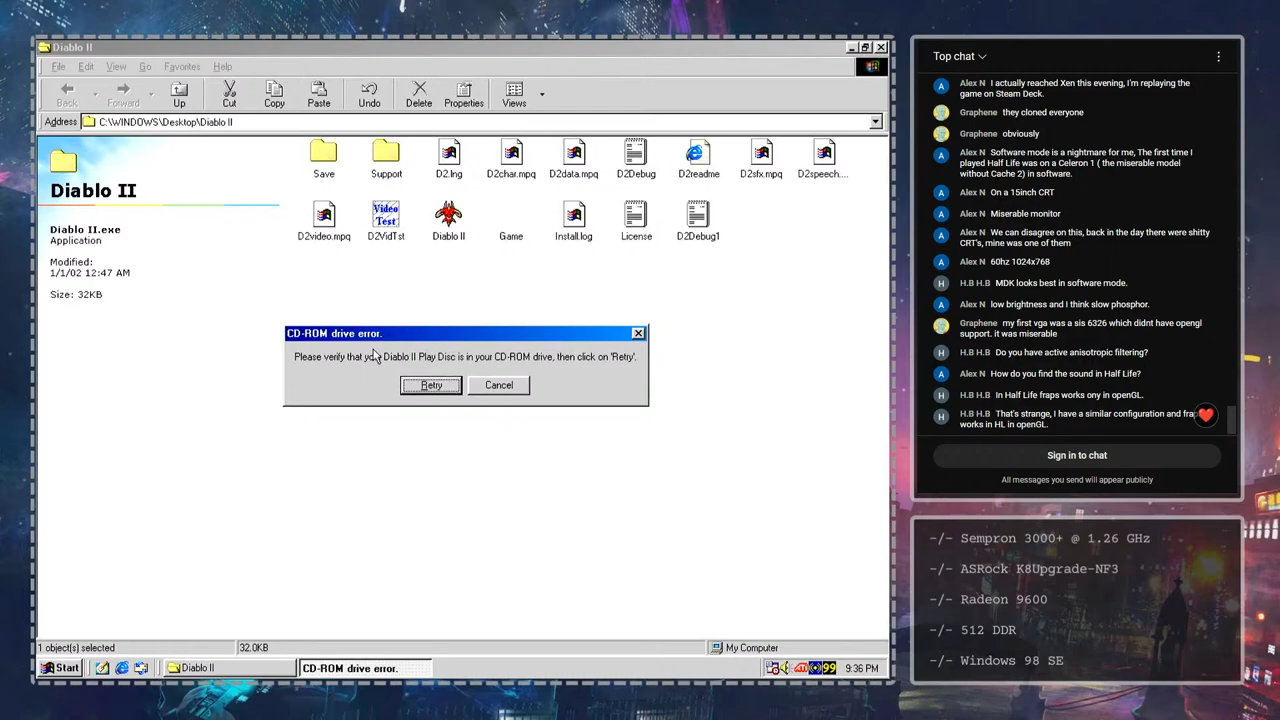 Diablo II
File Edit View Go Favorites Help
Back Forward Up Cut Copy Paste Undo Delete Properties Views
Address C:\WINDOWS\Desktop\Diablo II
Save Support D2.lng D2char.mpq D2data.mpq D2Debug D2readme D2sfx.mpq D2speech....
Video
Test
D2video.mpq D2VidTst Diablo II Game Install.log License D2Debug1
Diablo II
Diablo II.exe
Application
Modified:
1/1/02 12:47 AM
Size: 32KB
CD-ROM drive error.
Please verify that Diablo II Play Disc is in your CD-ROM drive, then click on 'Retry'.
Retry Cancel
1 object(s) selected 32.0KB My Computer
Start Diablo II CD-ROM drive error. ATI 99 9:36 PM
Top chat
A Alex N I actually reached Xen this evening, I'm replaying the
game on Steam Deck.
Graphene they cloned everyone
Graphene obviously
A Alex N Software mode is a nightmare for me, The first time I
played Half Life was on a Celeron 1 ( the miserable model
without Cache 2) in software.
A Alex N On a 15inch CRT
A Alex N Miserable monitor
A Alex N We can disagree on this, back in the day there were shitty
CRT's, mine was one of them
A Alex N 60hz 1024x768
H H.B H.B MDK looks best in software mode.
A Alex N low brightness and I think slow phosphor.
Graphene my first vga was a sis 6326 which didnt have opengl
support. it was miserable
H H.B H.B Do you have active anisotropic filtering?
A Alex N How do you find the sound in Half Life?
H H.B H.B In Half Life fraps works ony in openGL.
H H.B H.B That's strange, I have a similar configuration and fra
works in HL in openGL.
Sign in to chat
All messages you send will appear publicly
-/- Sempron 3000+ @ 1.26 GHz
-/- ASRock K8Upgrade-NF3
-/- Radeon 9600
-/- 512 DDR
-/- Windows 98 SE